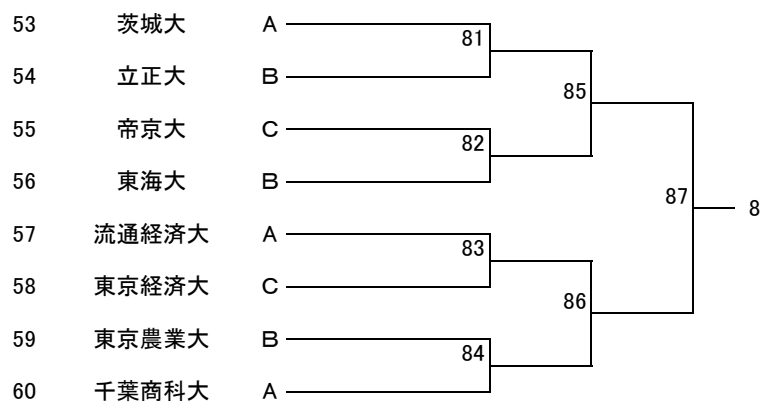 53 茨城大 A
81
54 立正大 B
85
55 帝京大 C
82
56 東海大 B
87 8
57 流通経済大 A
83
58 東京経済大 C
86
59 東京農業大 B
84
60 千葉商科大 A